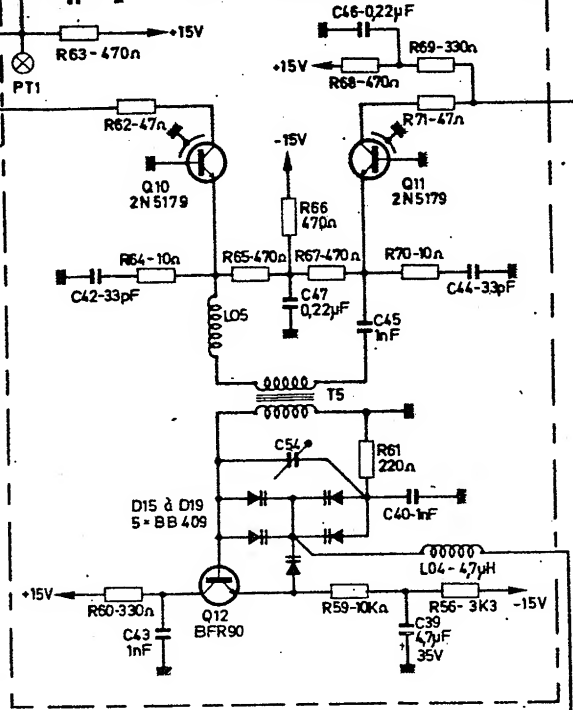 C46-0,22µF
+15V
R63-470n
PT1
R69-330n
+15V
R68-470n
R62-47n
R71-47n
-15V
Q10
2N5179
Q11
2N5179
R66
470n
R64-10n
R65-470n
R67-470n
R70-10n
C42-33pF
C47
0,22µF
C44-33pF
L05
C45
1nF
T5
C54
R61
220n
D15 à D19
5×BB409
C40-1nF
L04-4,7µH
+15V
R60-330n
Q12
BFR90
R59-10Kn
R56-3K3
-15V
C43
1nF
C39
4,7µF
35V